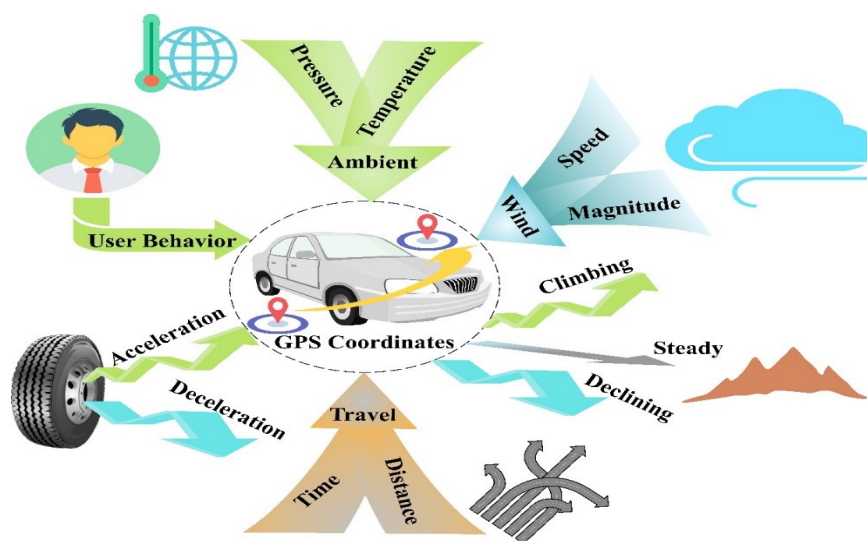 Pressure
Temperature
Ambient
Speed
Wind
Magnitude
User Behavior
Climbing
GPS Coordinates
Steady
Acceleration
Deceleration
Declining
Travel
Time
Distance